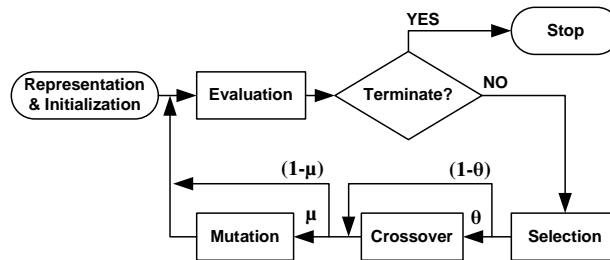 YES
Stop
Representation
& Initialization
Evaluation
Terminate?
NO
(1-μ)
(1-θ)
μ
θ
Mutation
Crossover
Selection